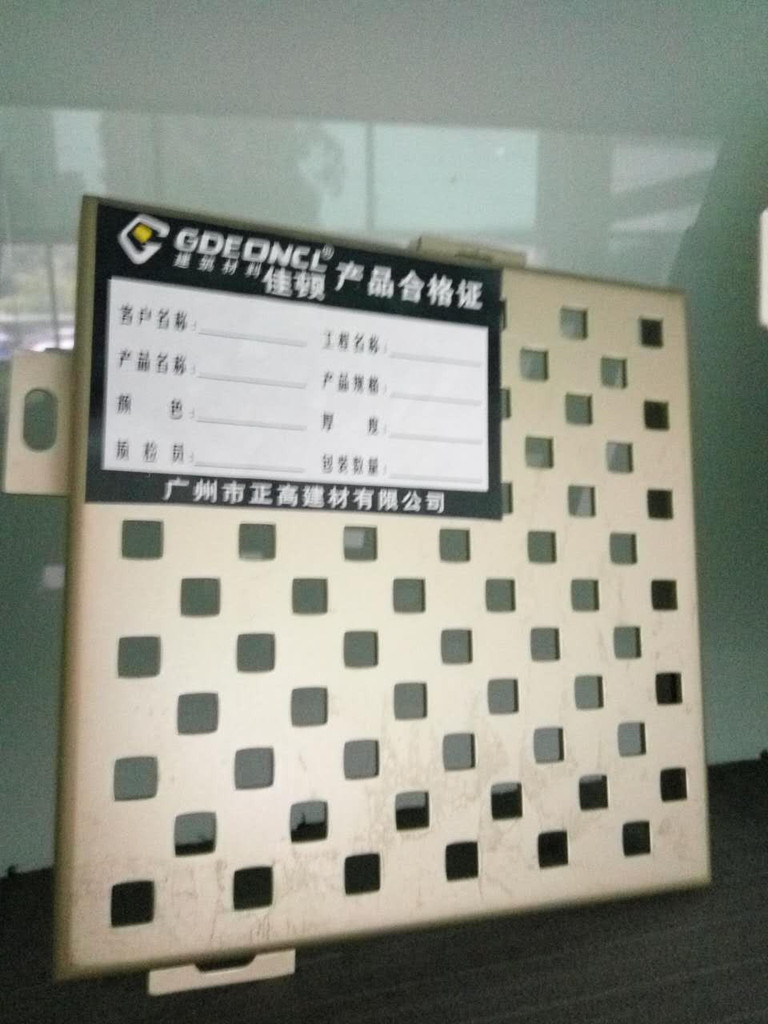 GDEONCL®
建筑材料
佳顿 产品合格证
客户名称: 工程名称:
产品名称: 产品规格:
颜 色: 厚 度:
质检员: 包装数量:
广州市正高建材有限公司